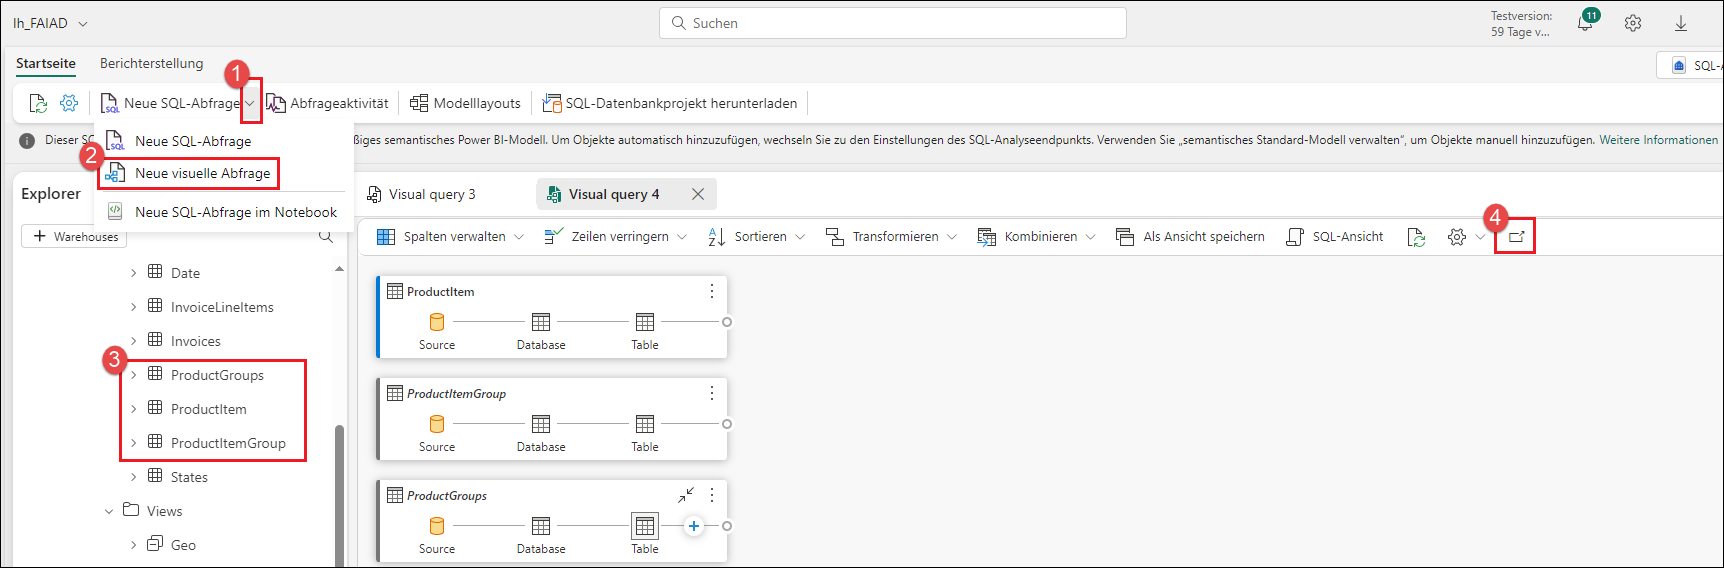 lh_FAIAD
Suchen
Testversion:
59 Tage v...
11
Startseite
Berichterstellung
1
SQL-A
Neue SQL-Abfrage
Abfrageaktivität
Modelllayouts
SQL-Datenbankprojekt herunterladen
Dieser SQ
ßiges semantisches Power BI-Modell. Um Objekte automatisch hinzuzufügen, wechseln Sie zu den Einstellungen des SQL-Analyseendpunkts. Verwenden Sie „semantisches Standard-Modell verwalten“, um Objekte manuell hinzuzufügen. Weitere Informationen
Neue SQL-Abfrage
2
Neue visuelle Abfrage
Neue SQL-Abfrage im Notebook
Explorer
Visual query 3
Visual query 4
+ Warehouses
Spalten verwalten
Zeilen verringern
Sortieren
Transformieren
Kombinieren
Als Ansicht speichern
SQL-Ansicht
4
Date
InvoiceLineItems
Invoices
3
ProductGroups
ProductItem
ProductItemGroup
States
Views
Geo
ProductItem
Source
Database
Table
ProductItemGroup
Source
Database
Table
ProductGroups
Source
Database
Table